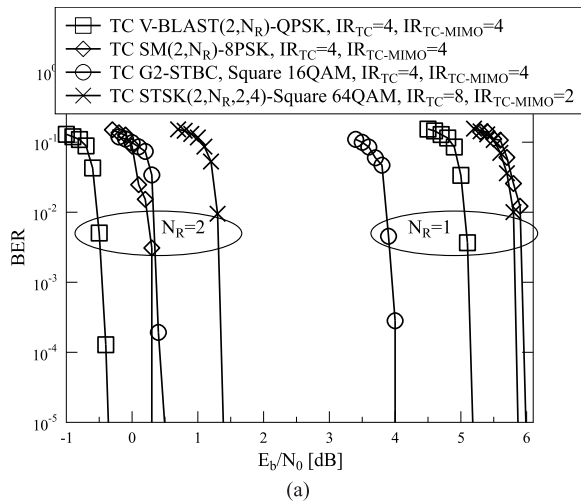 TC V-BLAST(2,N_R)-QPSK, IR_TC=4, IR_TC-MIMO=4
TC SM(2,N_R)-8PSK, IR_TC=4, IR_TC-MIMO=4
TC G2-STBC, Square 16QAM, IR_TC=4, IR_TC-MIMO=4
TC STSK(2,N_R,2,4)-Square 64QAM, IR_TC=8, IR_TC-MIMO=2
10^0
10^-1
10^-2
10^-3
10^-4
10^-5
BER
N_R=2
N_R=1
-1 0 1 2 3 4 5 6
E_b/N_0 [dB]
(a)